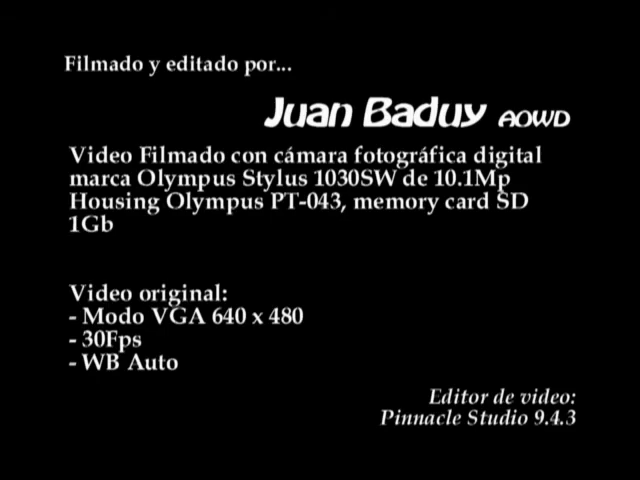 Filmado y editado por...
Juan Baduy AOWD
Video Filmado con cámara fotográfica digital
marca Olympus Stylus 1030SW de 10.1Mp
Housing Olympus PT-043, memory card SD
1Gb
Video original:
- Modo VGA 640 x 480
- 30Fps
- WB Auto
Editor de video:
Pinnacle Studio 9.4.3